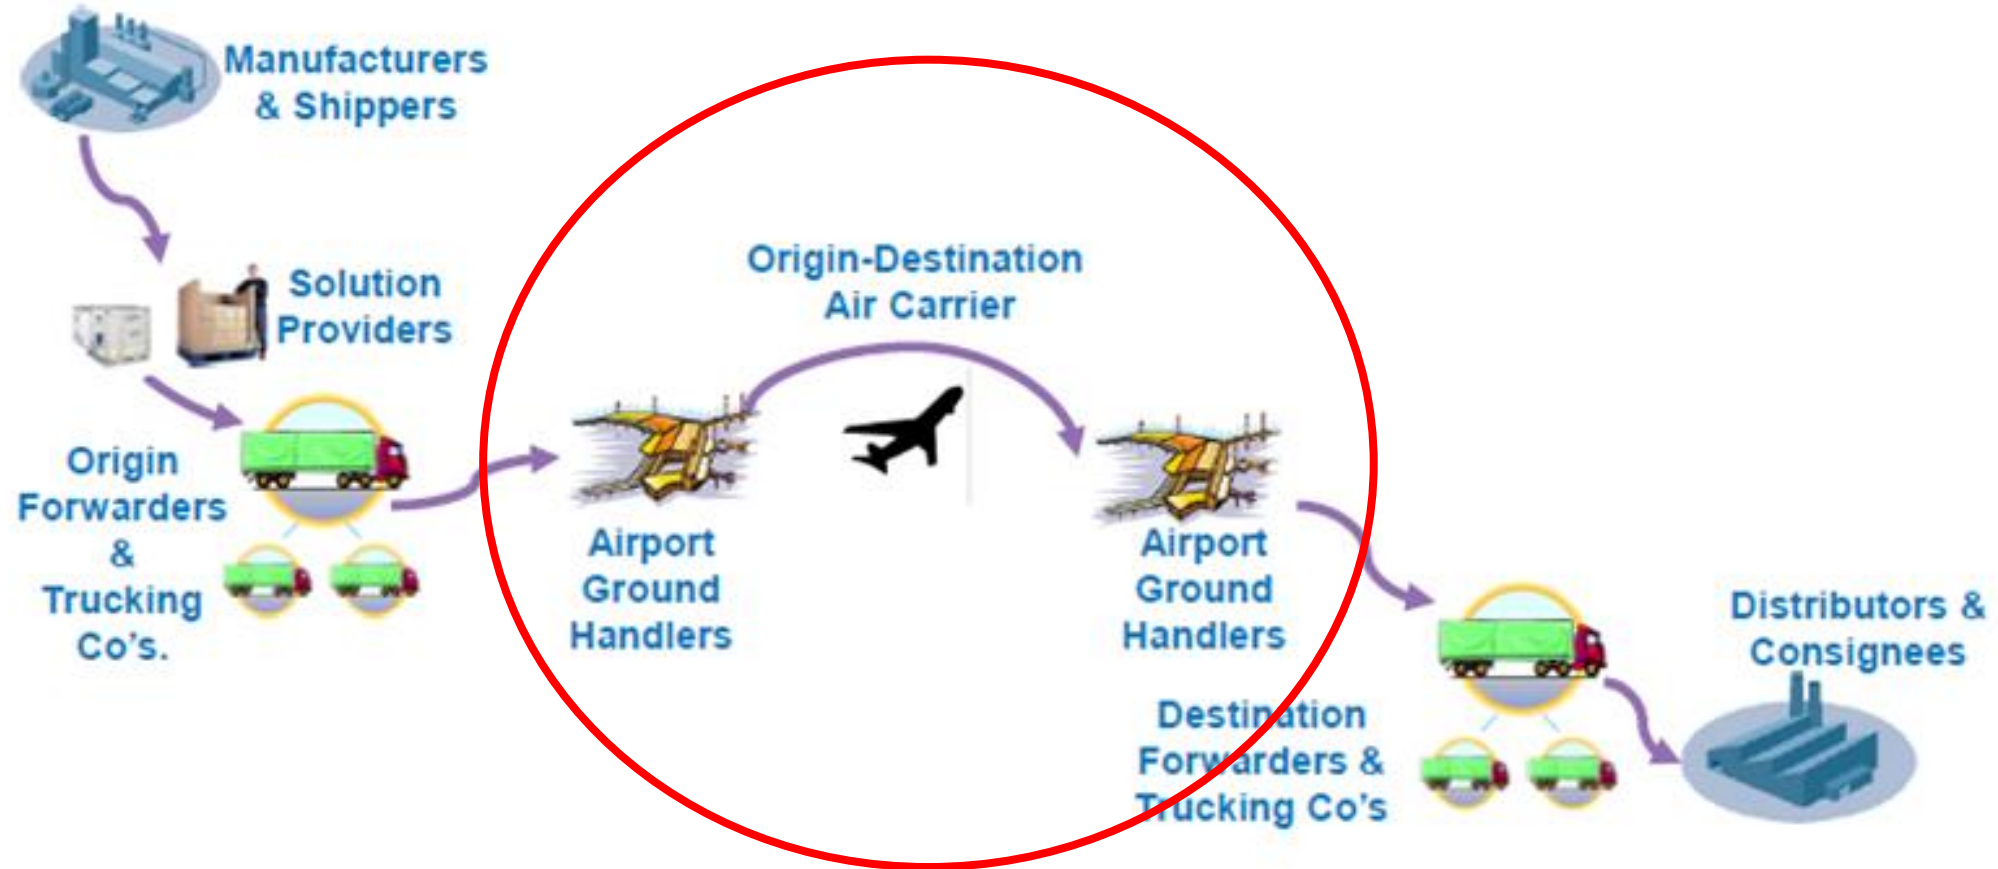 Manufacturers
& Shippers
Solution
Providers
Origin
Forwarders
&
Trucking
Co's.
Origin-Destination
Air Carrier
Airport
Ground
Handlers
Airport
Ground
Handlers
Destination
Forwarders &
Trucking Co's
Distributors &
Consignees